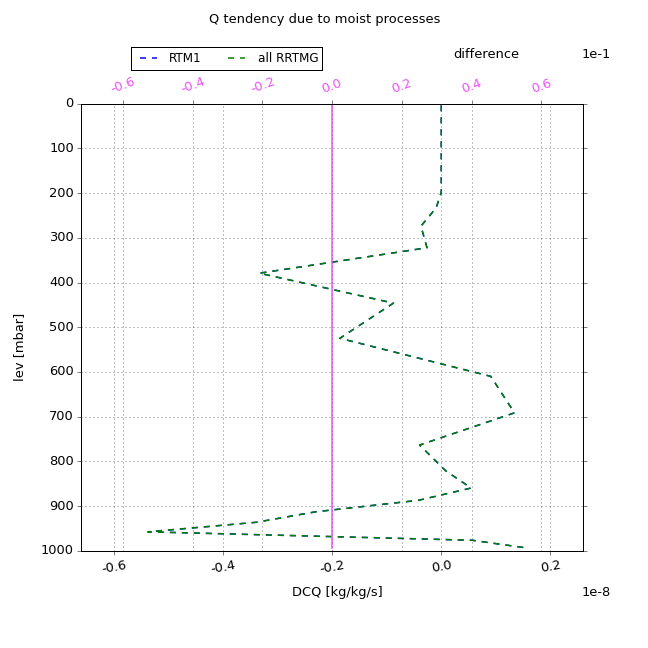 Q tendency due to moist processes
RTM1 all RRTMG
difference 1e-1
-0.6 -0.4 -0.2 0.0 0.2 0.4 0.6
0
100
200
300
400
500
600
700
800
900
1000
lev [mbar]
-0.6 -0.4 -0.2 0.0 0.2
DCQ [kg/kg/s] 1e-8